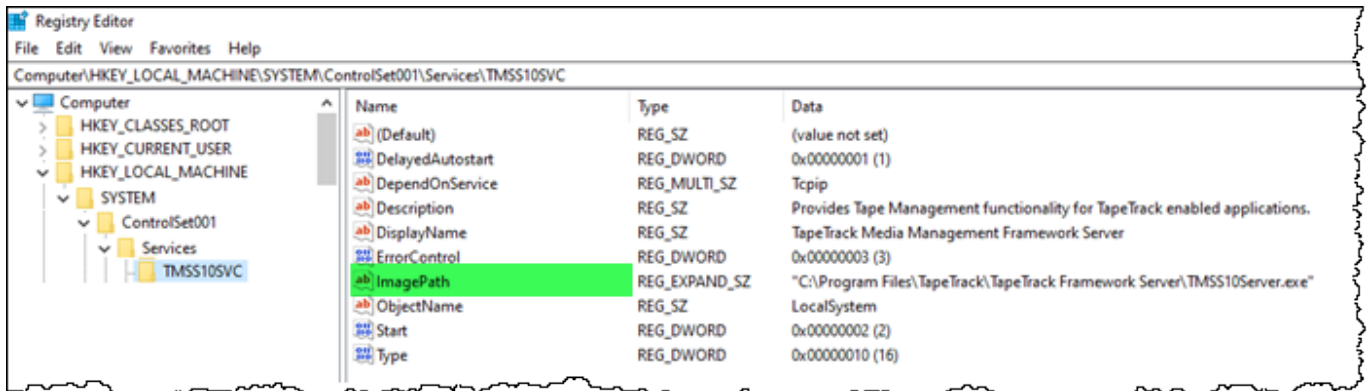 Registry Editor
File Edit View Favorites Help
Computer\HKEY_LOCAL_MACHINE\SYSTEM\ControlSet001\Services\TMSS10SVC
Computer
HKEY_CLASSES_ROOT
HKEY_CURRENT_USER
HKEY_LOCAL_MACHINE
SYSTEM
ControlSet001
Services
TMSS10SVC
Name Type Data
(Default) REG_SZ (value not set)
DelayedAutostart REG_DWORD 0x00000001 (1)
DependOnService REG_MULTI_SZ Tcpip
Description REG_SZ Provides Tape Management functionality for TapeTrack enabled applications.
DisplayName REG_SZ TapeTrack Media Management Framework Server
ErrorControl REG_DWORD 0x00000003 (3)
ImagePath REG_EXPAND_SZ "C:\Program Files\TapeTrack\TapeTrack Framework Server\TMSS10Server.exe"
ObjectName REG_SZ LocalSystem
Start REG_DWORD 0x00000002 (2)
Type REG_DWORD 0x00000010 (16)